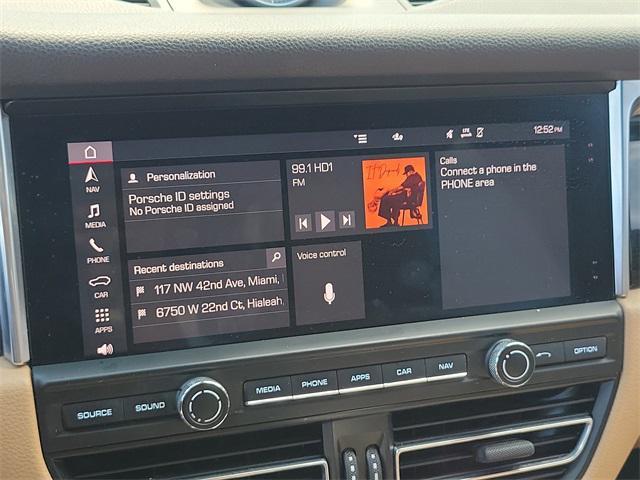 12:52 PM
NAV
MEDIA
PHONE
CAR
APPS
Personalization
Porsche ID settings
No Porsche ID assigned
99.1 HD1
FM
Calls
Connect a phone in the
PHONE area
Recent destinations
117 NW 42nd Ave, Miami,
6750 W 22nd Ct, Hialeah,
Voice control
SOURCE
SOUND
MEDIA
PHONE
APPS
CAR
NAV
OPTION